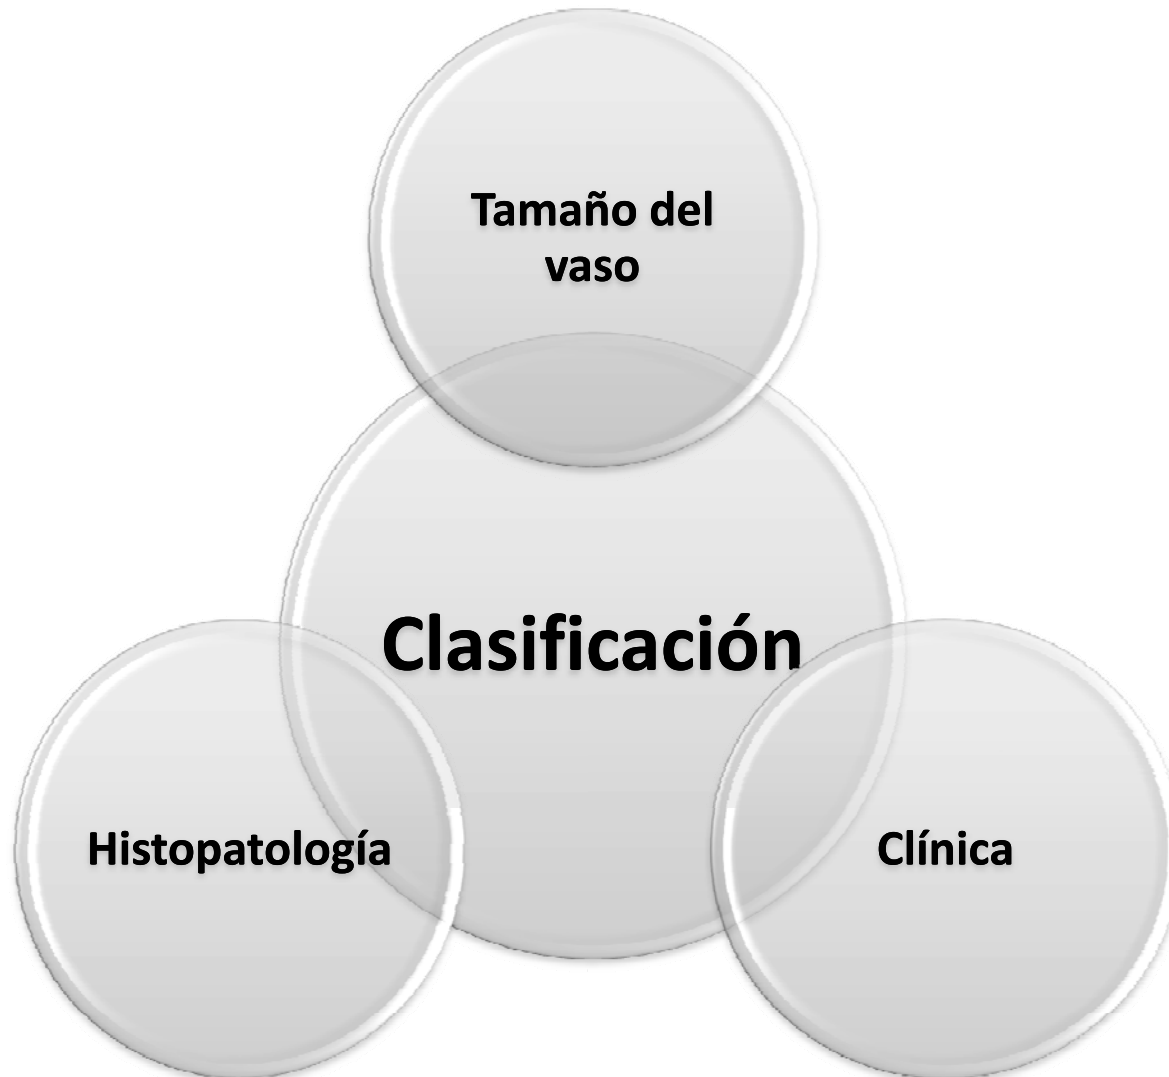 Tamaño del
vaso
Clasificación
Histopatología
Clínica